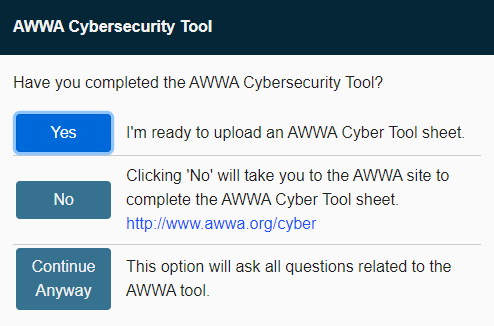 AWWA Cybersecurity Tool
Have you completed the AWWA Cybersecurity Tool?
Yes
I'm ready to upload an AWWA Cyber Tool sheet.
No
Clicking 'No' will take you to the AWWA site to
complete the AWWA Cyber Tool sheet.
http://www.awwa.org/cyber
Continue
Anyway
This option will ask all questions related to the
AWWA tool.